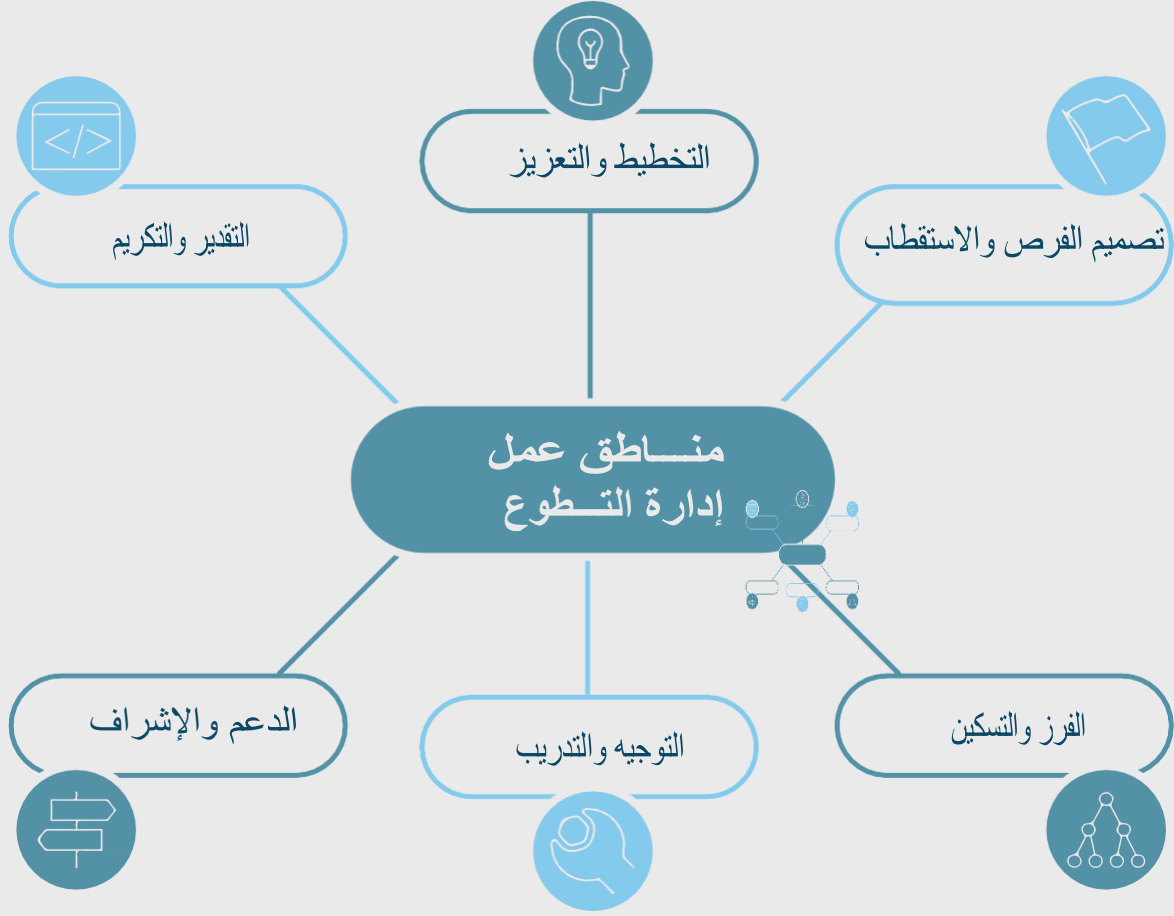 التخطيط والتعزيز
تصميم الفرص والاستقطاب
التقدير والتكريم
منـــاطق عمل
إدارة التـــطوع
الفرز والتسكين
التوجيه والتدريب
الدعم والإشراف